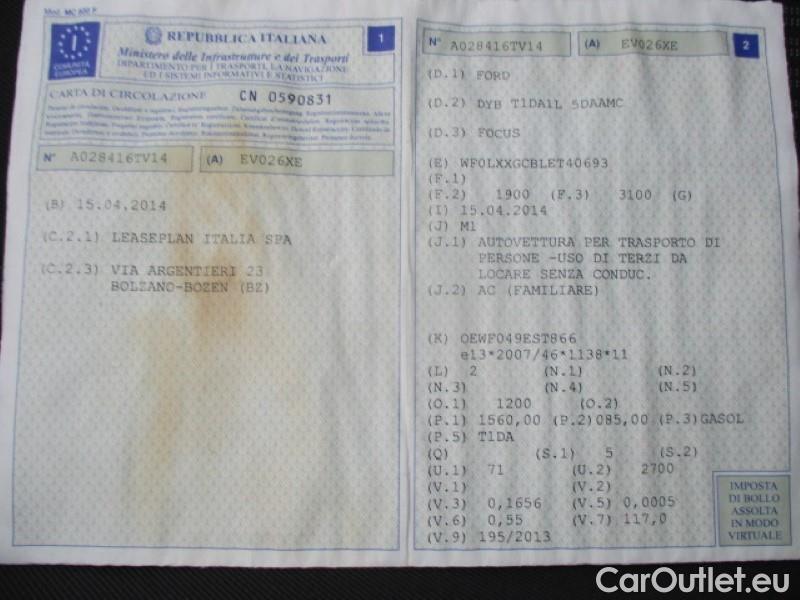 Mod. MC 820 F
I
COMUNITÀ
EUROPEA
REPUBBLICA ITALIANA
1
Ministero delle Infrastrutture e dei Trasporti
DIPARTIMENTO PER I TRASPORTI, LA NAVIGAZIONE
ED I SISTEMI INFORMATIVI E STATISTICI
CARTA DI CIRCOLAZIONE CN 0590831
N° A028416TV14 (A) EV026XE
(B) 15.04.2014
(C.2.1) LEASEPLAN ITALIA SPA
(C.2.3) VIA ARGENTIERI 23
BOLZANO-BOZEN (BZ)
N° A028416TV14 (A) EV026XE 2
(D.1) FORD
(D.2) DYB T1DA1L 5DAAMC
(D.3) FOCUS
(E) WF0LXXGCBLET40693
(F.1)
(F.2) 1900 (F.3) 3100 (G)
(I) 15.04.2014
(J) M1
(J.1) AUTOVETTURA PER TRASPORTO DI
PERSONE -USO DI TERZI DA
LOCARE SENZA CONDUC.
(J.2) AC (FAMILIARE)
(K) OEWF049EST866
e13*2007/46*1138*11
(L) 2 (N.1) (N.2)
(N.3) (N.4) (N.5)
(O.1) 1200 (O.2)
(P.1) 1560,00 (P.2)085,00 (P.3)GASOL
(P.5) T1DA
(Q) (S.1) 5 (S.2)
(U.1) 71 (U.2) 2700
(V.1) (V.2)
(V.3) 0,1656 (V.5) 0,0005
(V.6) 0,55 (V.7) 117,0
(V.9) 195/2013
IMPOSTA
DI BOLLO
ASSOLTA
IN MODO
VIRTUALE
CarOutlet.eu